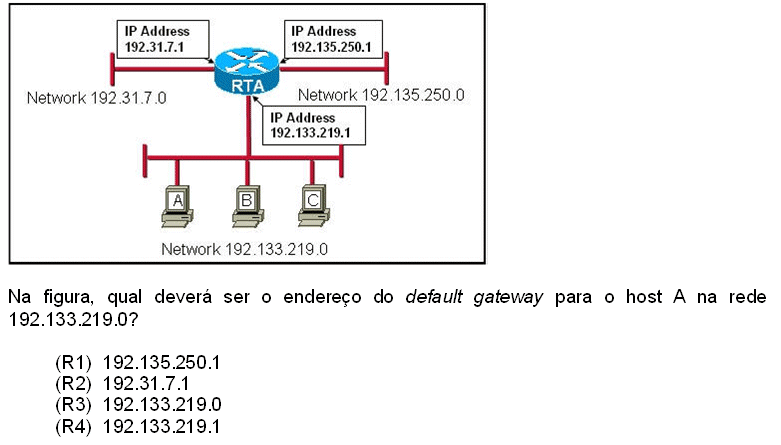 IP Address
192.31.7.1
IP Address
192.135.250.1
RTA
Network 192.31.7.0
Network 192.135.250.0
IP Address
192.133.219.1
A
B
C
Network 192.133.219.0
Na figura, qual deverá ser o endereço do default gateway para o host A na rede
192.133.219.0?
(R1) 192.135.250.1
(R2) 192.31.7.1
(R3) 192.133.219.0
(R4) 192.133.219.1